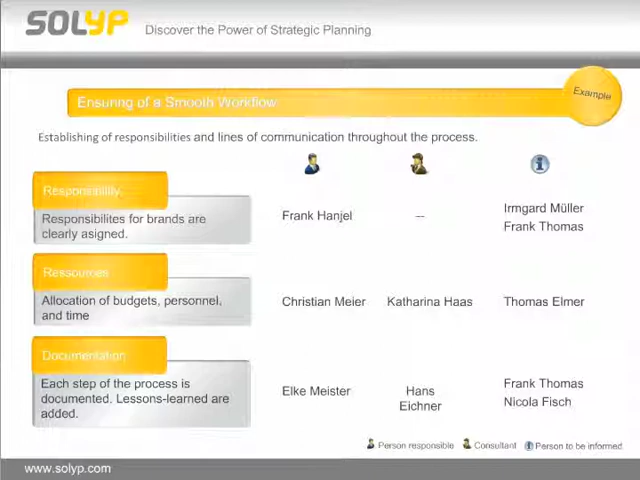 SOLYP
Discover the Power of Strategic Planning
Ensuring of a Smooth Workflow
Example
Establishing of responsibilities and lines of communication throughout the process.
Responsibility
Responsibilites for brands are
clearly asigned.
Frank Hanjel
--
Irmgard Müller
Frank Thomas
Ressources
Allocation of budgets, personnel,
and time
Christian Meier
Katharina Haas
Thomas Elmer
Documentation
Each step of the process is
documented. Lessons-learned are
added.
Elke Meister
Hans
Eichner
Frank Thomas
Nicola Fisch
Person responsible
Consultant
Person to be informed
www.solyp.com